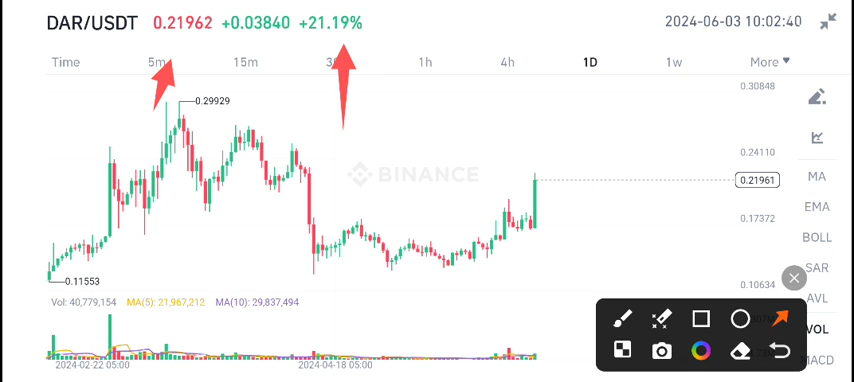 DAR/USDT 0.21962 +0.03840 +21.19% 2024-06-03 10:02:40
Time 5m 15m 1h 4h 1D 1w More
0.30848
0.29929
0.24110
BINANCE
0.21961
MA
EMA
0.17372
BOLL
SAR
0.11553
0.10634
Vol: 40,779,154 MA(5): 21,967,212 MA(10): 29,837,494
AVL
VOL
2024-02-22 05:00 2024-04-18 05:00
MACD